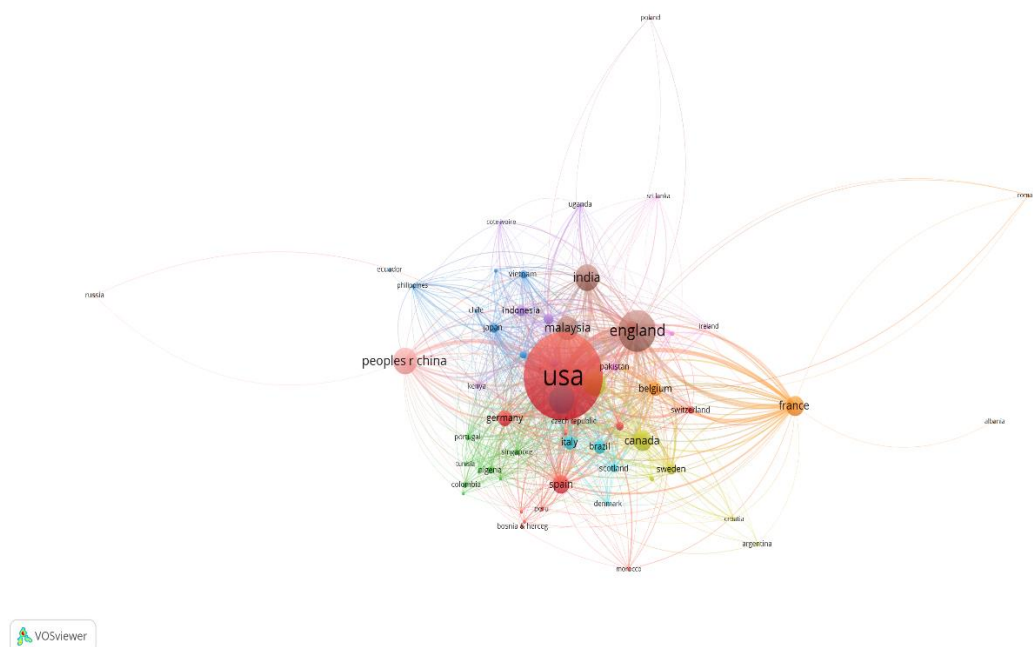 poland
uganda
sri lanka
cote ivoire
ecuador
philippines
vietnam
india
russia
chile
indonesia
ireland
japan
malaysia
england
peoples r china
usa
pakistan
kenya
belgium
france
switzerland
germany
czech republic
albania
portugal
italy
brazil
canada
singapore
nigeria
scotland
sweden
colombia
spain
denmark
peru
bosnia & herceg
croatia
argentina
morocco
VOSviewer